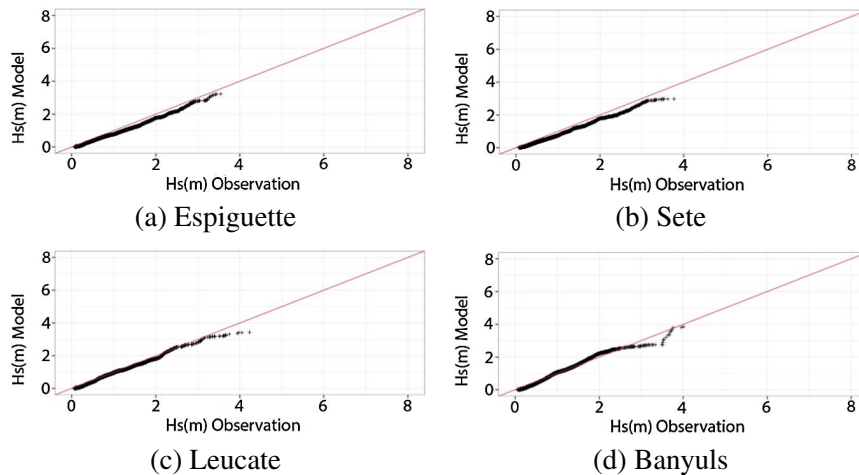 8
6
4
2
0
Hs(m) Model
0 2 4 6 8
Hs(m) Observation
(a) Espiguette
8
6
4
2
0
Hs(m) Model
0 2 4 6 8
Hs(m) Observation
(b) Sete
8
6
4
2
0
Hs(m) Model
0 2 4 6 8
Hs(m) Observation
(c) Leucate
8
6
4
2
0
Hs(m) Model
0 2 4 6 8
Hs(m) Observation
(d) Banyuls